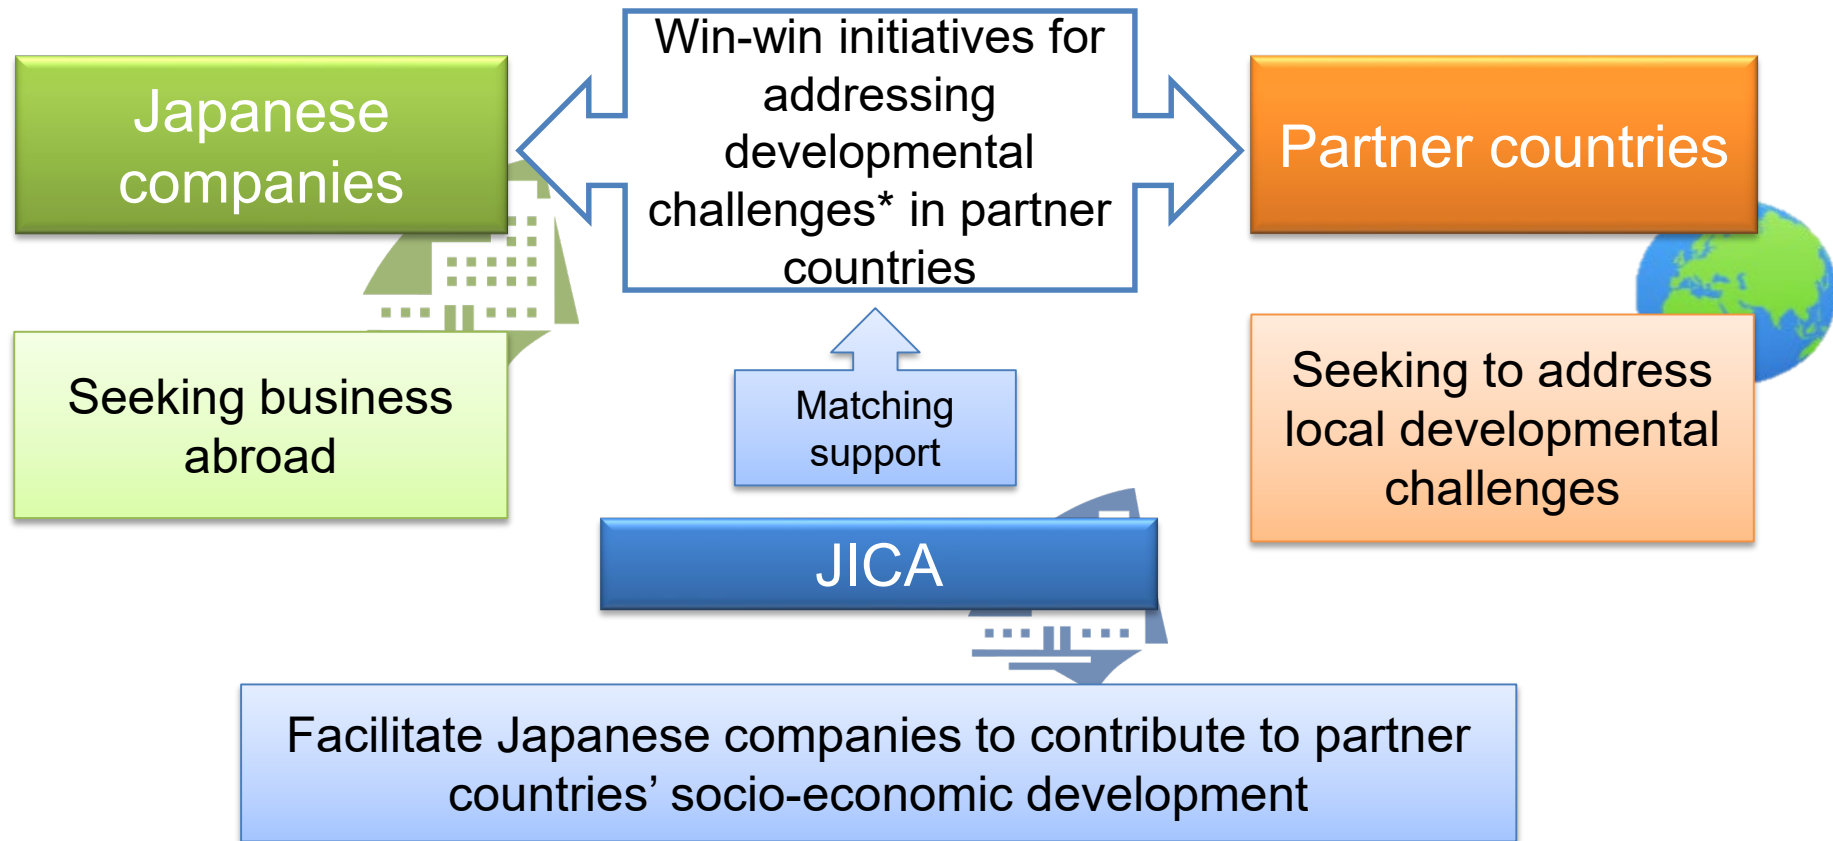 Japanese
companies
Win-win initiatives for
addressing
developmental
challenges* in partner
countries
Partner countries
Seeking business
abroad
Matching
support
Seeking to address
local developmental
challenges
JICA
Facilitate Japanese companies to contribute to partner
countries’ socio-economic development